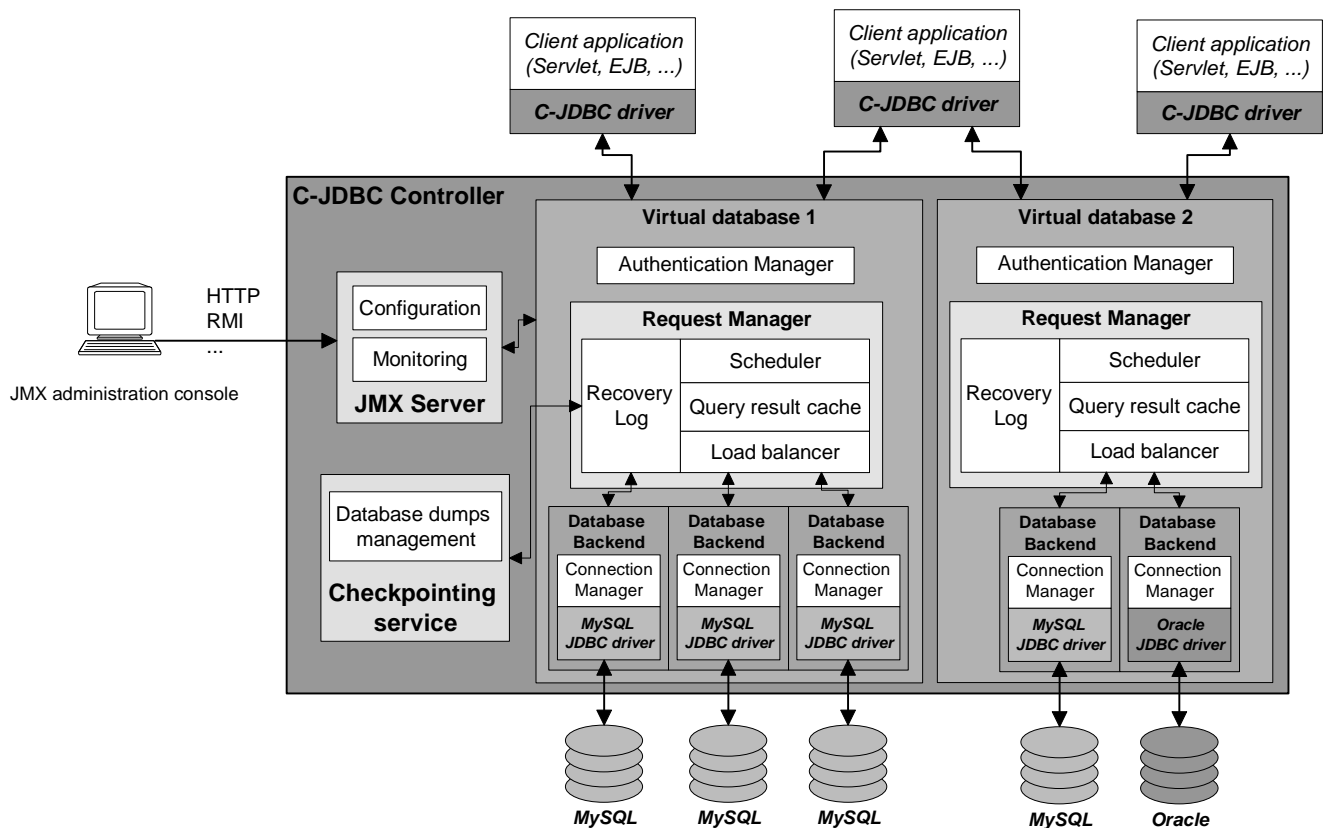 Client application
(Servlet, EJB, ...)
C-JDBC driver
Client application
(Servlet, EJB, ...)
C-JDBC driver
Client application
(Servlet, EJB, ...)
C-JDBC driver
C-JDBC Controller
Virtual database 1
Authentication Manager
Request Manager
Recovery
Log
Scheduler
Query result cache
Load balancer
Database
Backend
Connection
Manager
MySQL
JDBC driver
Database
Backend
Connection
Manager
MySQL
JDBC driver
Database
Backend
Connection
Manager
MySQL
JDBC driver
Virtual database 2
Authentication Manager
Request Manager
Recovery
Log
Scheduler
Query result cache
Load balancer
Database
Backend
Connection
Manager
MySQL
JDBC driver
Database
Backend
Connection
Manager
Oracle
JDBC driver
HTTP
RMI
...
JMX administration console
Configuration
Monitoring
JMX Server
Database dumps
management
Checkpointing
service
MySQL
MySQL
MySQL
MySQL
Oracle